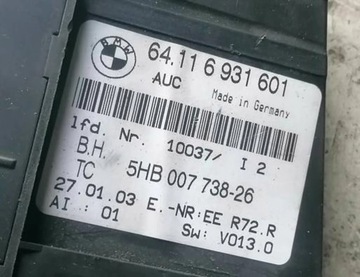 BMW
64.11 6 931 601
AUC
Made in Germany
lfd. Nr. 10037/ I 2
B.H.
TC 5HB 007 738-26
27.01.03 E.-NR:EE R72.R
AI.: 01 SW: V013.0